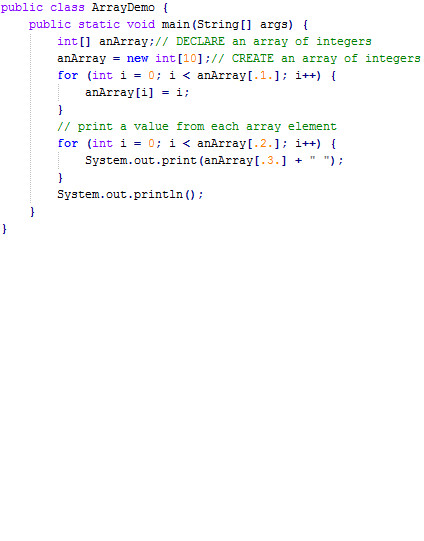 public class ArrayDemo {
public static void main(String[] args) {
int[] anArray;// DECLARE an array of integers
anArray = new int[10];// CREATE an array of integers
for (int i = 0; i < anArray[.1.]; i++) {
anArray[i] = i;
}
// print a value from each array element
for (int i = 0; i < anArray[.2.]; i++) {
System.out.print(anArray[.3.] + " ");
}
System.out.println();
}
}